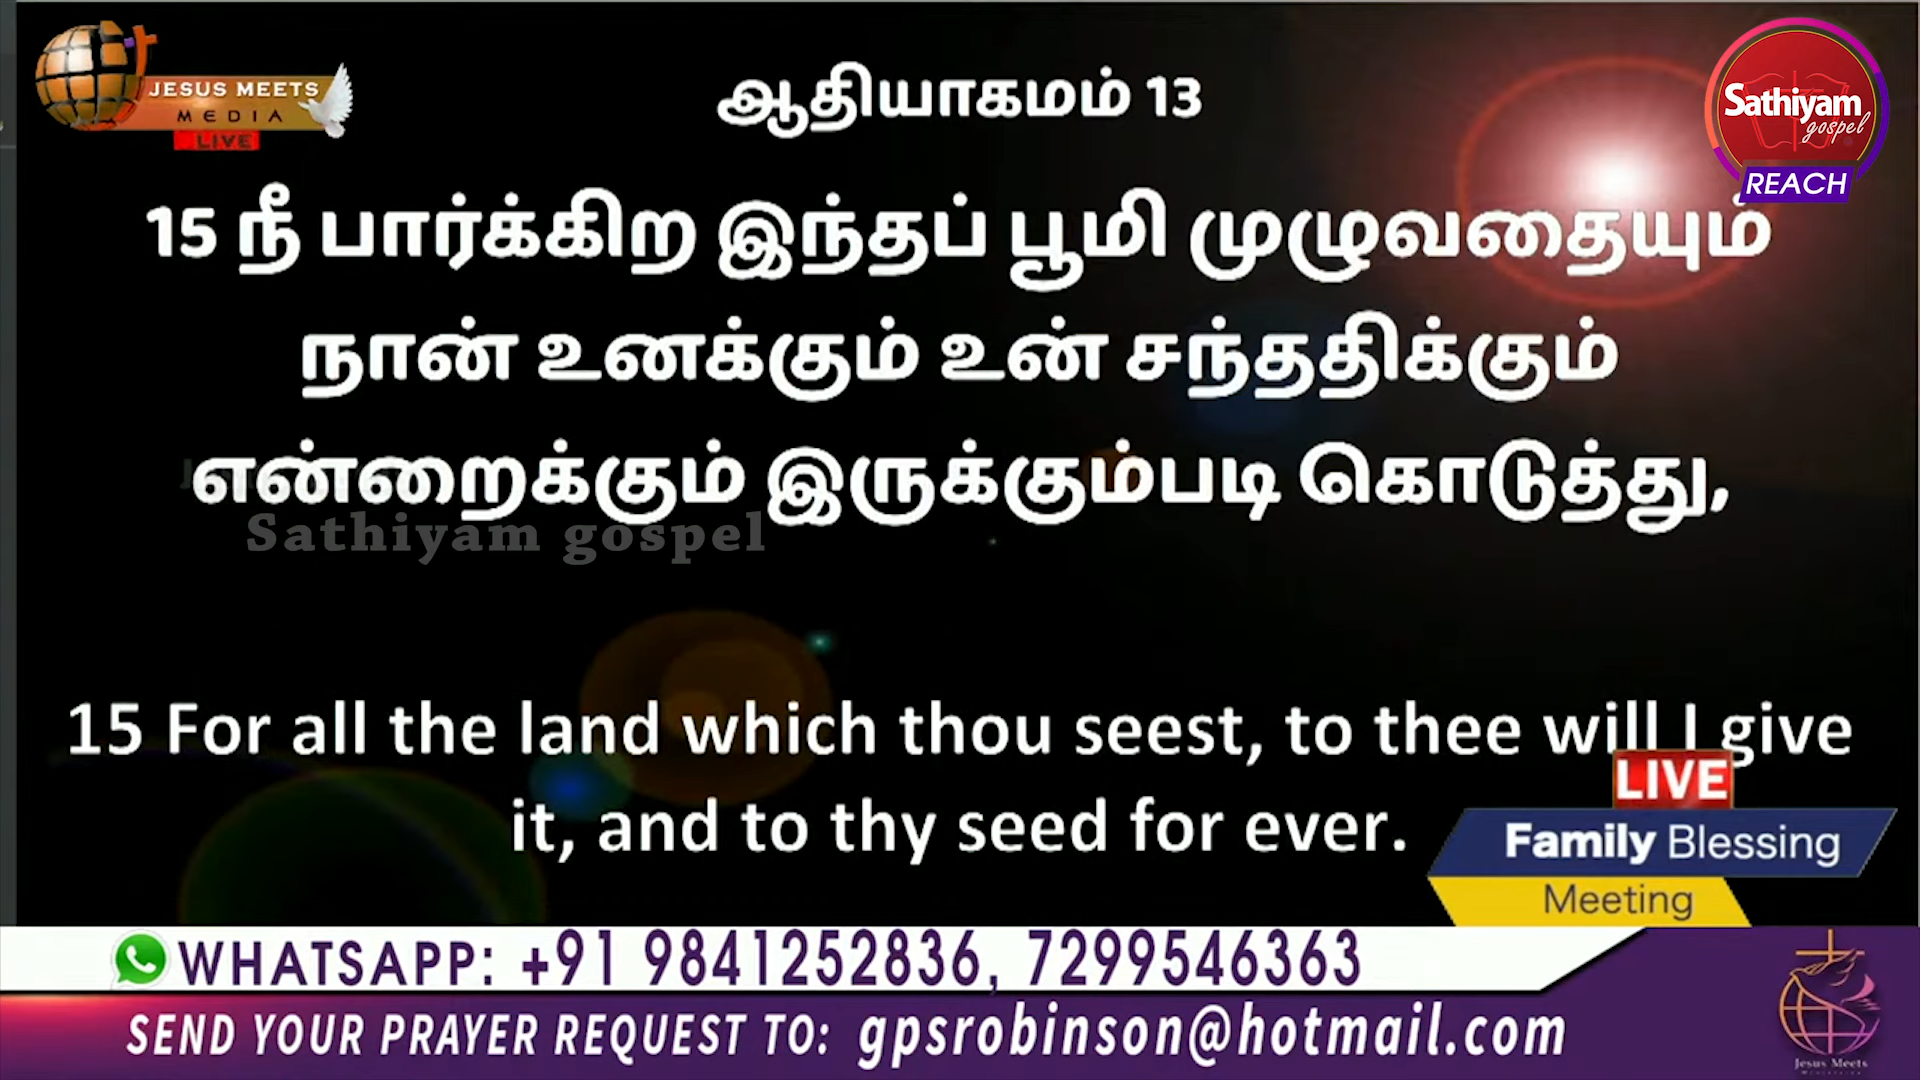 JESUS MEETS
MEDIA
LIVE
Sathiyam
gospel
REACH
ஆதியாகமம் 13
15 நீ பார்க்கிற இந்தப் பூமி முழுவதையும்
நான் உனக்கும் உன் சந்ததிக்கும்
என்றைக்கும் இருக்கும்படி கொடுத்து,
Sathiyam gospel
15 For all the land which thou seest, to thee will I give
it, and to thy seed for ever.
LIVE
Family Blessing
Meeting
WHATSAPP: +91 9841252836, 7299546363
SEND YOUR PRAYER REQUEST TO: gpsrobinson@hotmail.com
Jesus Meets